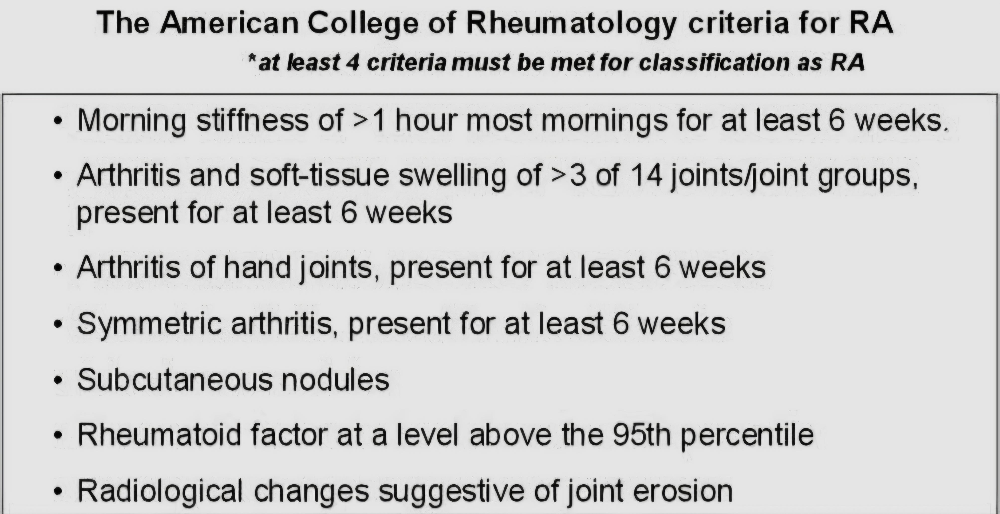 The American College of Rheumatology criteria for RA
*at least 4 criteria must be met for classification as RA
• Morning stiffness of >1 hour most mornings for at least 6 weeks.
• Arthritis and soft-tissue swelling of >3 of 14 joints/joint groups,
present for at least 6 weeks
• Arthritis of hand joints, present for at least 6 weeks
• Symmetric arthritis, present for at least 6 weeks
• Subcutaneous nodules
• Rheumatoid factor at a level above the 95th percentile
• Radiological changes suggestive of joint erosion